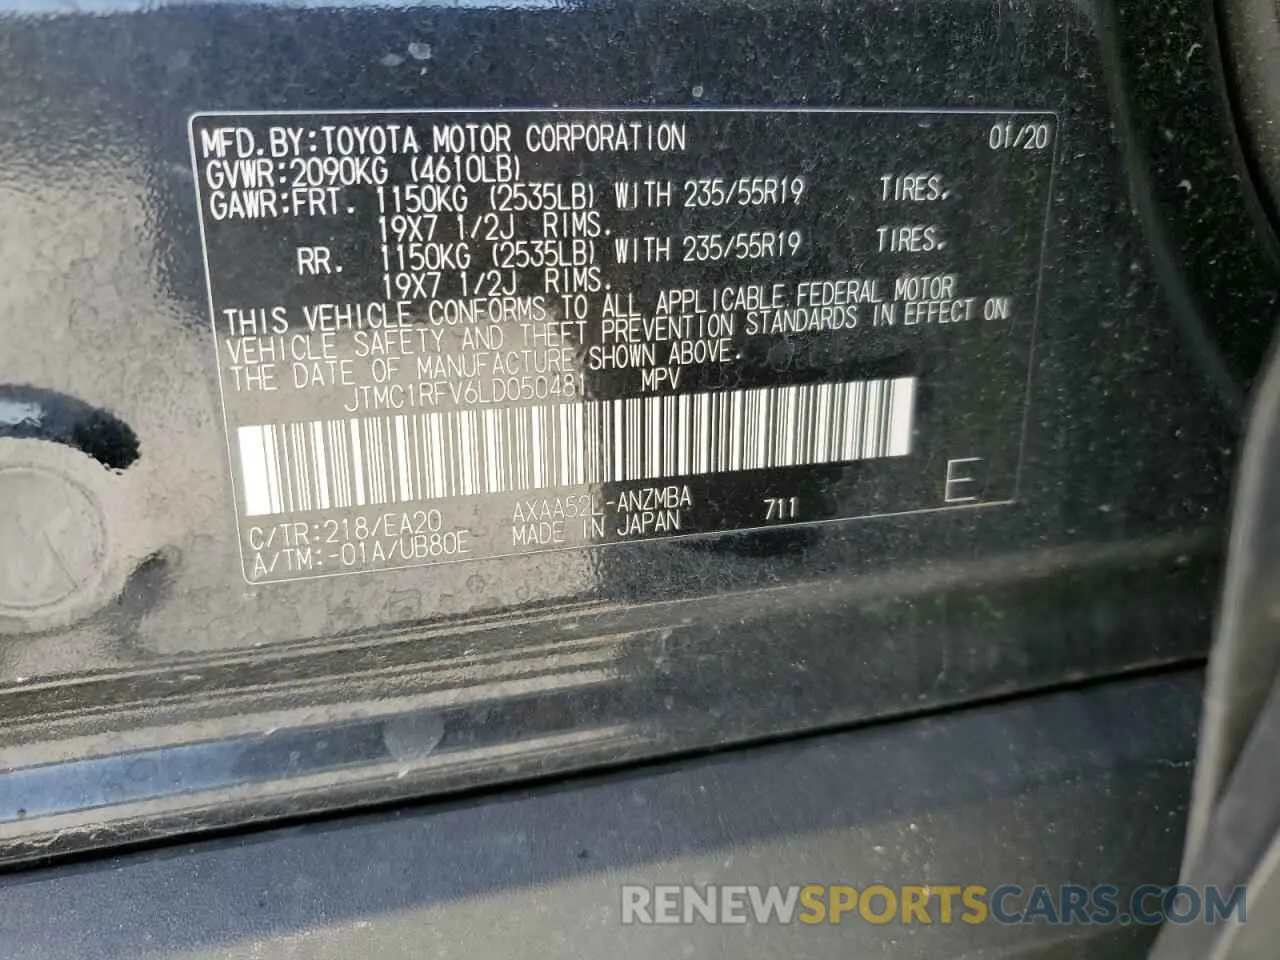 MFD.BY:TOYOTA MOTOR CORPORATION 01/20
GVWR:2090KG (4610LB)
GAWR:FRT. 1150KG (2535LB) WITH 235/55R19 TIRES.
19X7 1/2J RIMS.
RR. 1150KG (2535LB) WITH 235/55R19 TIRES.
19X7 1/2J RIMS.
THIS VEHICLE CONFORMS TO ALL APPLICABLE FEDERAL MOTOR
VEHICLE SAFETY AND THEFT PREVENTION STANDARDS IN EFFECT ON
THE DATE OF MANUFACTURE SHOWN ABOVE.
JTMC1RFV6LD050481 MPV
C/TR:218/EA20 AXAA52L-ANZMBA 711 E
A/TM:-01A/UB80E MADE IN JAPAN
RENEWSPORTSCARS.COM